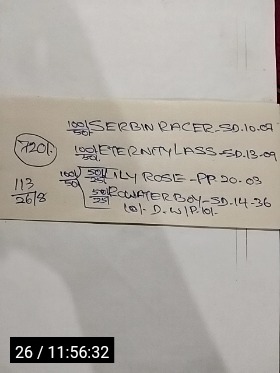 100/- SERBIN RACER-SD.10.09
50/-
720/- 100/- ETERNITY LASS-SD.13-09
50/-
113 100/- 50/- LILY ROSE-PP.20-03
268 50 25/-
50/- ROWATER BOY-SD.14-36
25/- 10/- D.W/P.10/-
26 / 11:56:32